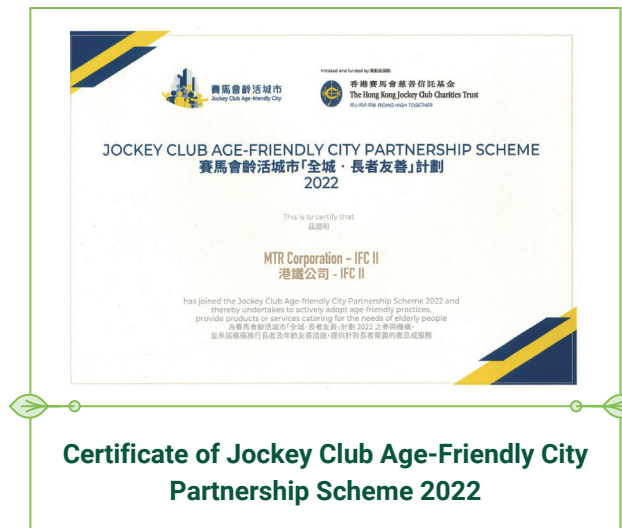 賽馬會齡活城市
Jockey Club Age-friendly City
Initiated and funded by 策劃及捐助
香港賽馬會慈善信託基金
The Hong Kong Jockey Club Charities Trust
同心同步同進 RIDING HIGH TOGETHER
JOCKEY CLUB AGE-FRIENDLY CITY PARTNERSHIP SCHEME
賽馬會齡活城市「全城・長者友善」計劃
2022
This is to certify that
茲證明
MTR Corporation – IFC II
港鐵公司 - IFC II
has joined the Jockey Club Age-friendly City Partnership Scheme 2022 and
thereby undertakes to actively adopt age-friendly practices,
provide products or services catering for the needs of elderly people
為賽馬會齡活城市「全城・長者友善」計劃 2022 之參與機構，
並承諾積極推行長者及年齡友善措施，提供針對長者需要的產品或服務
Certificate of Jockey Club Age-Friendly City
Partnership Scheme 2022